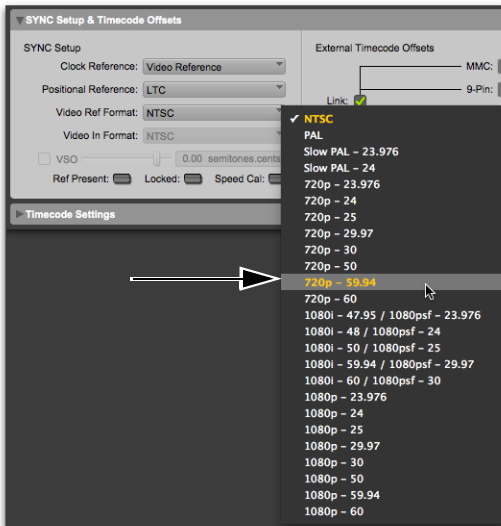 SYNC Setup & Timecode Offsets
SYNC Setup
External Timecode Offsets
Clock Reference: Video Reference
MMC:
Positional Reference: LTC
9-Pin:
Link:
Video Ref Format: NTSC
Video In Format: NTSC
VSO 0.00 semitones.cents
Ref Present: Locked: Speed Cal:
Timecode Settings
✓ NTSC
PAL
Slow PAL – 23.976
Slow PAL – 24
720p – 23.976
720p – 24
720p – 25
720p – 29.97
720p – 30
720p – 50
720p – 59.94
720p – 60
1080i – 47.95 / 1080psf – 23.976
1080i – 48 / 1080psf – 24
1080i – 50 / 1080psf – 25
1080i – 59.94 / 1080psf – 29.97
1080i – 60 / 1080psf – 30
1080p – 23.976
1080p – 24
1080p – 25
1080p – 29.97
1080p – 30
1080p – 50
1080p – 59.94
1080p – 60